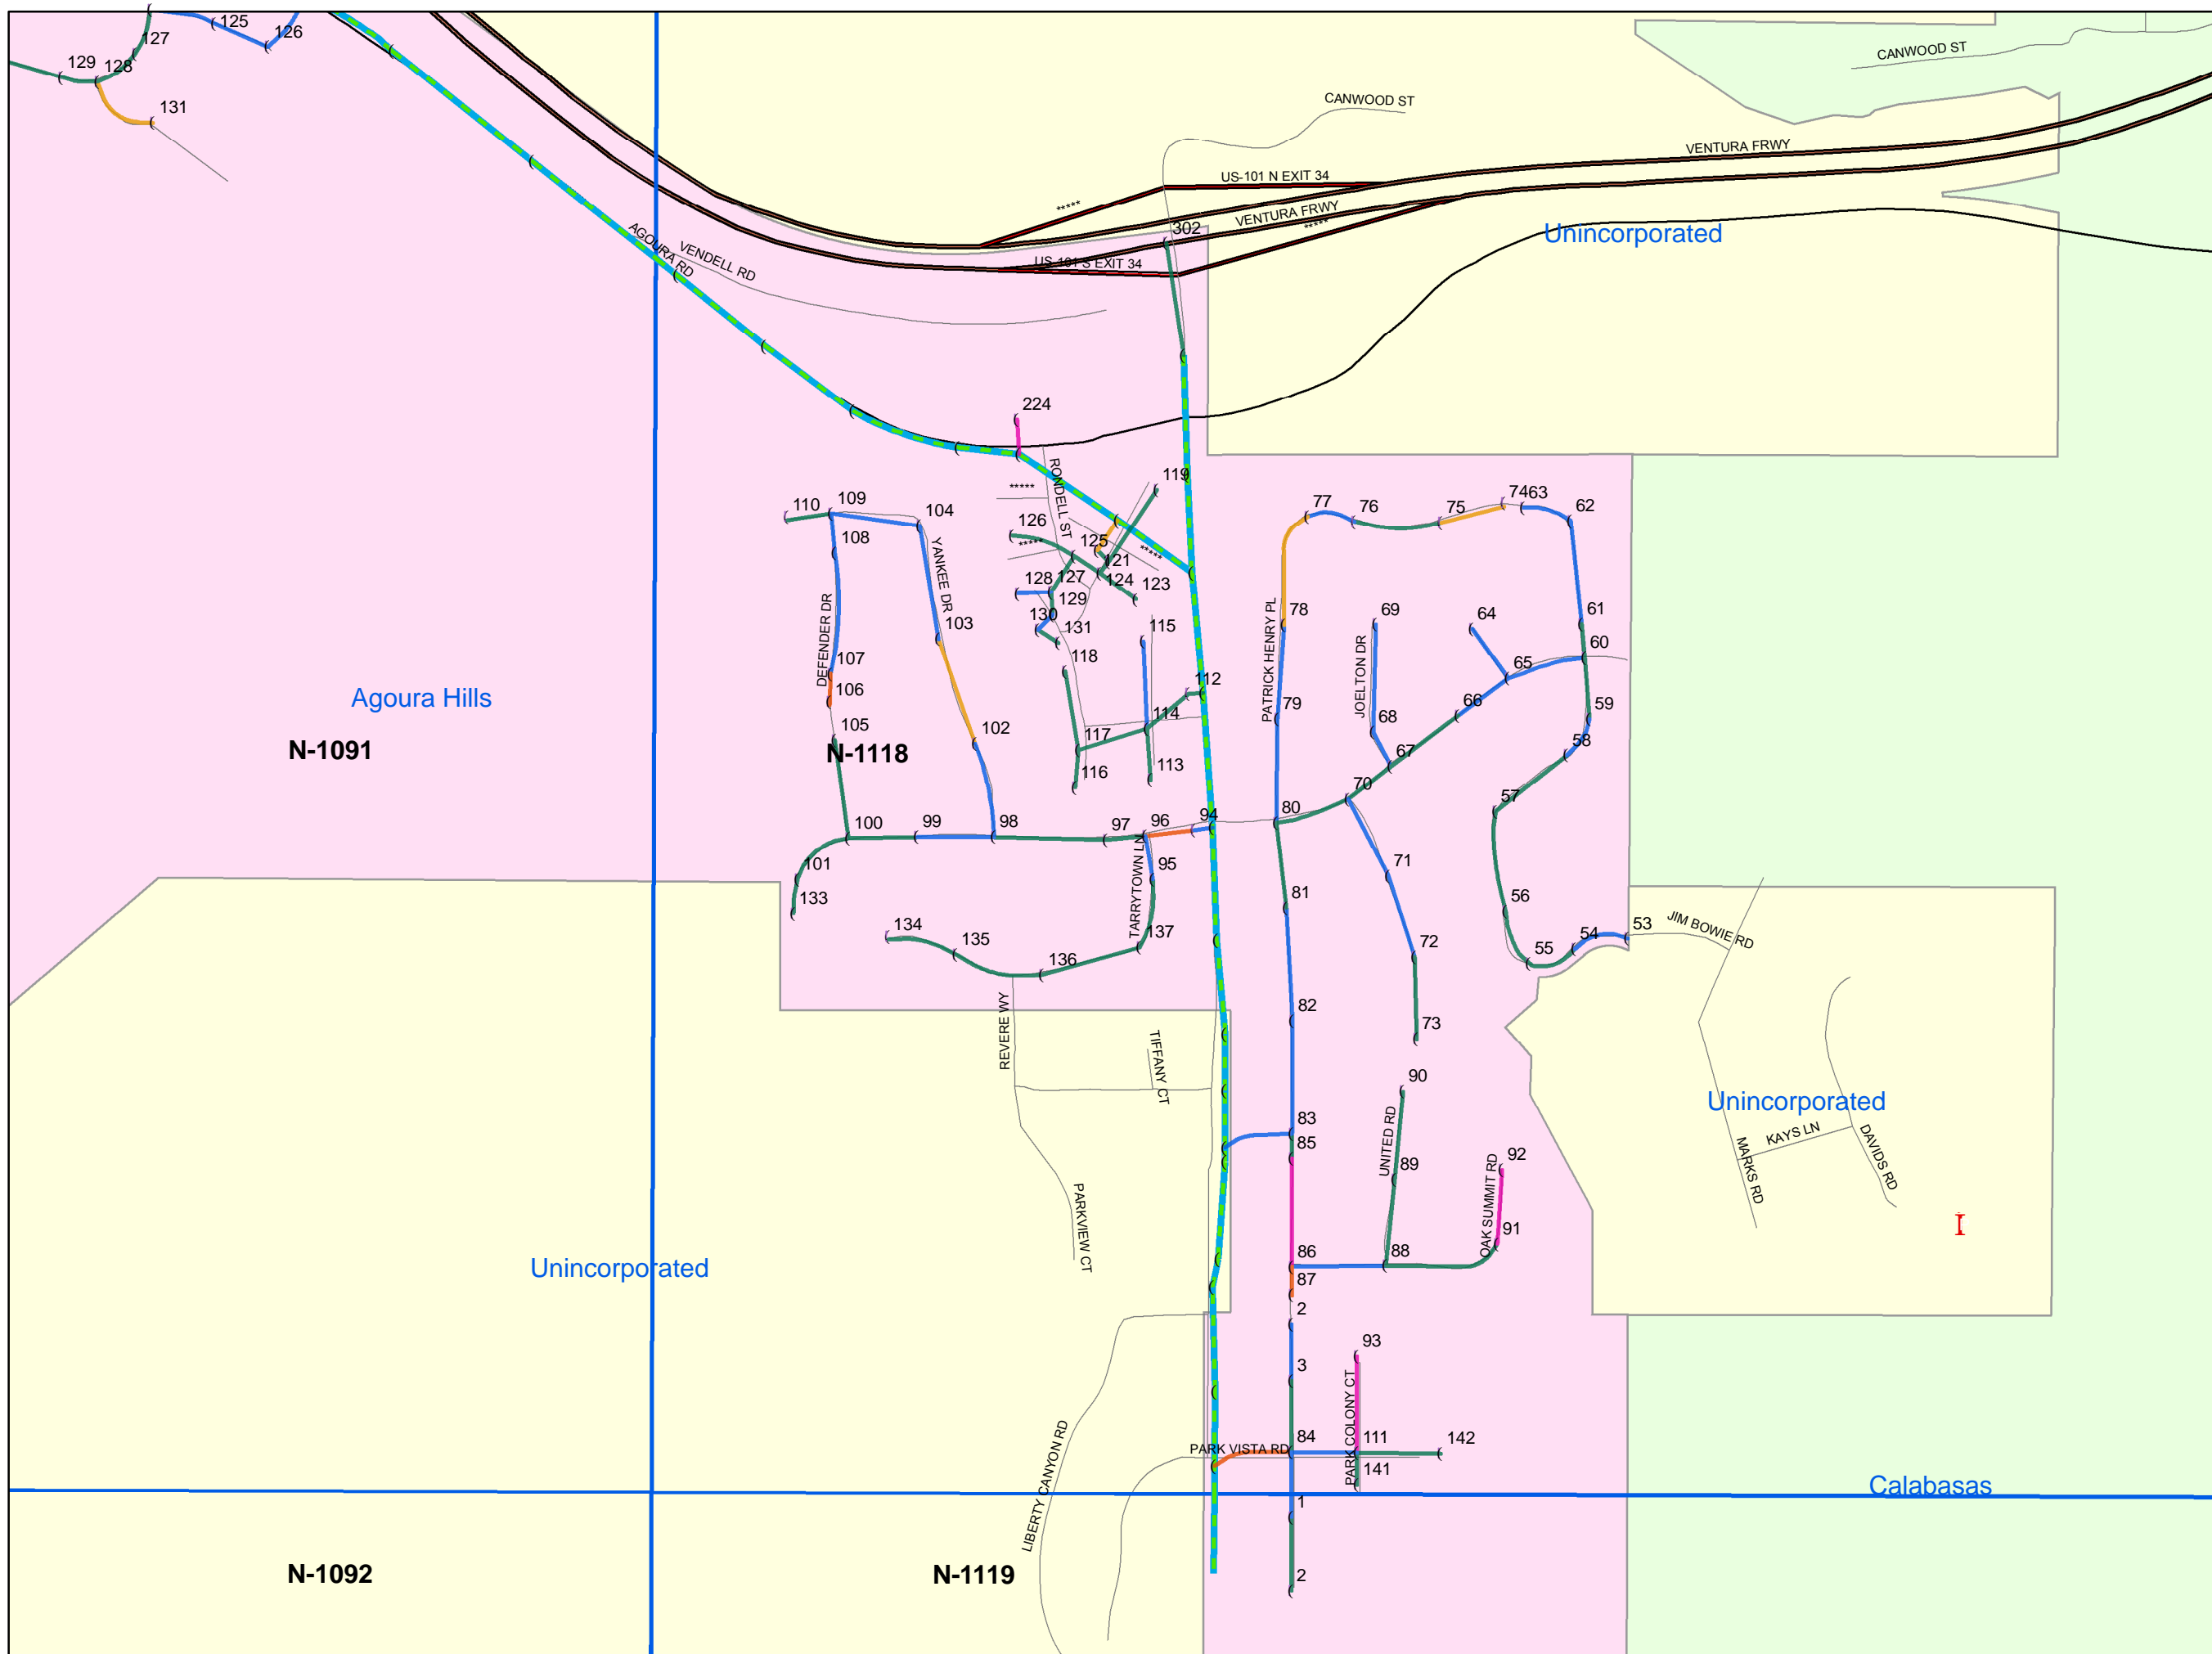 125
126
127
129
128
131
CANWOOD ST
CANWOOD ST
VENTURA FRWY
US-101 N EXIT 34
*****
VENTURA FRWY
*****
302
Unincorporated
AGOURA RD
VENDELL RD
US-101 S EXIT 34
224
RONDELL ST
*****
119
110
109
104
126
*****
125
*****
121
77
76
75
74
63
62
108
YANKEE DR
128
127
124
123
129
DEFENDER DR
103
130
131
115
PATRICK HENRY PL
78
69
64
61
60
107
118
JOELTON DR
65
Agoura Hills
106
112
79
66
59
105
102
114
68
N-1091
N-1118
117
67
58
116
113
70
57
100
99
98
97
96
94
80
101
TARRYTOWN LN
95
71
133
81
56
134
135
137
72
55
54
53
JIM BOWIE RD
136
REVERE WY
82
73
TIFFANY CT
90
Unincorporated
83
85
UNITED RD
KAYS LN
DAVIDS RD
MARKS RD
89
OAK SUMMIT RD
92
PARKVIEW CT
91
86
88
Unincorporated
87
2
3
93
PARK COLONY CT
LIBERTY CANYON RD
PARK VISTA RD
84
111
142
141
Calabasas
1
N-1092
N-1119
2